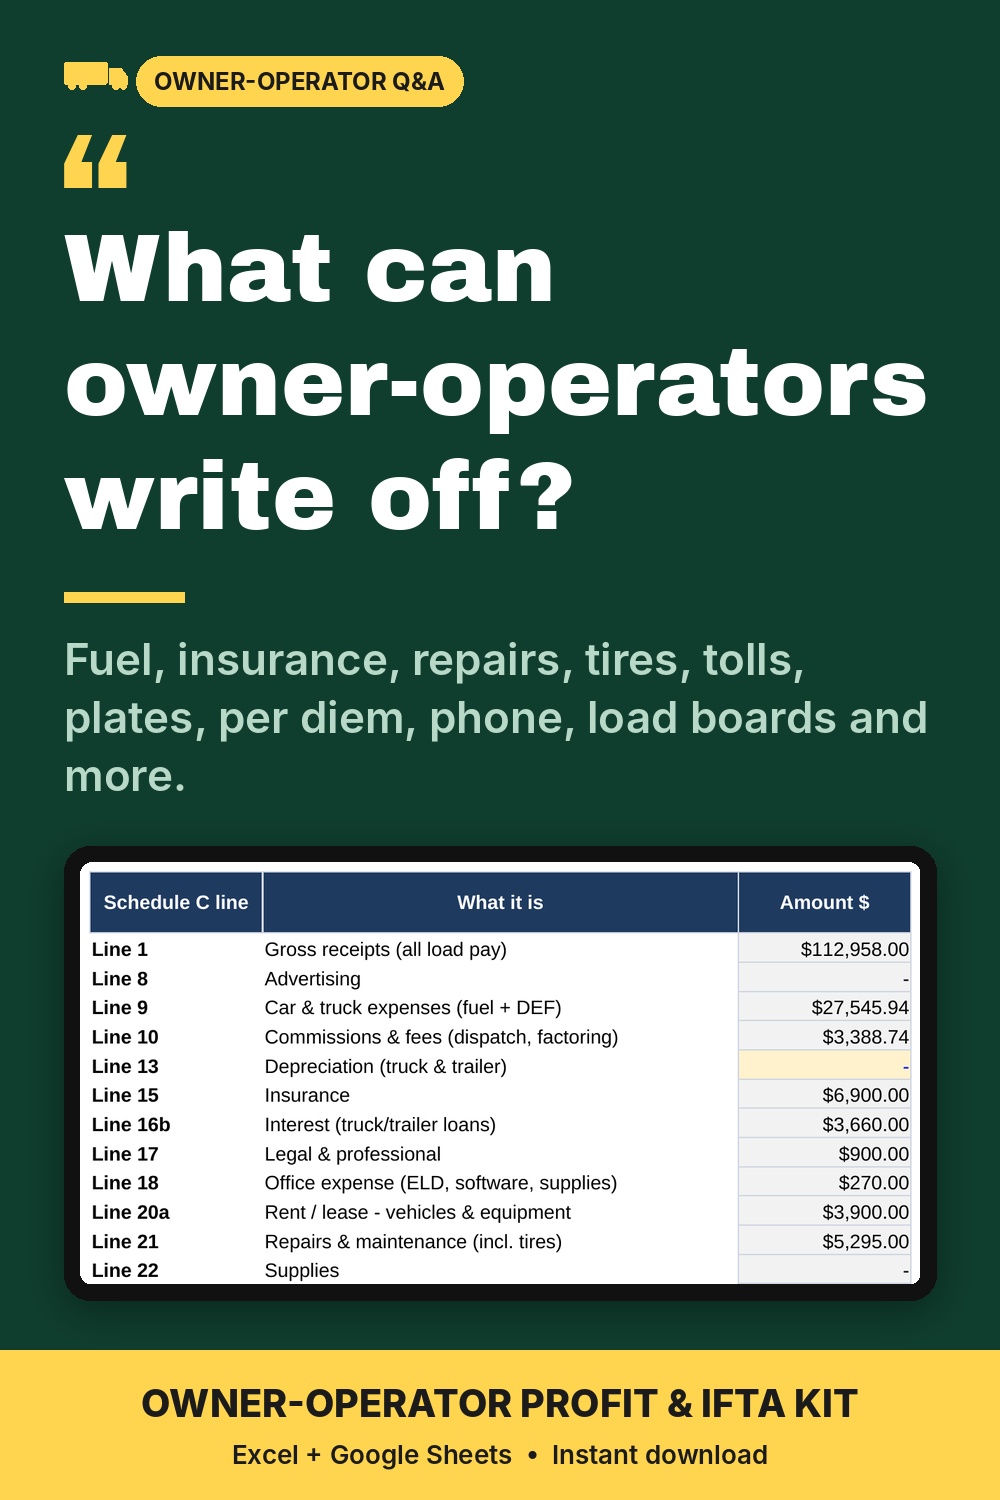 OWNER-OPERATOR Q&A
“
What can
owner-operators
write off?
Fuel, insurance, repairs, tires, tolls,
plates, per diem, phone, load boards and
more.
Schedule C line What it is Amount $
Line 1 Gross receipts (all load pay) $112,958.00
Line 8 Advertising -
Line 9 Car & truck expenses (fuel + DEF) $27,545.94
Line 10 Commissions & fees (dispatch, factoring) $3,388.74
Line 13 Depreciation (truck & trailer) -
Line 15 Insurance $6,900.00
Line 16b Interest (truck/trailer loans) $3,660.00
Line 17 Legal & professional $900.00
Line 18 Office expense (ELD, software, supplies) $270.00
Line 20a Rent / lease - vehicles & equipment $3,900.00
Line 21 Repairs & maintenance (incl. tires) $5,295.00
Line 22 Supplies -
OWNER-OPERATOR PROFIT & IFTA KIT
Excel + Google Sheets • Instant download